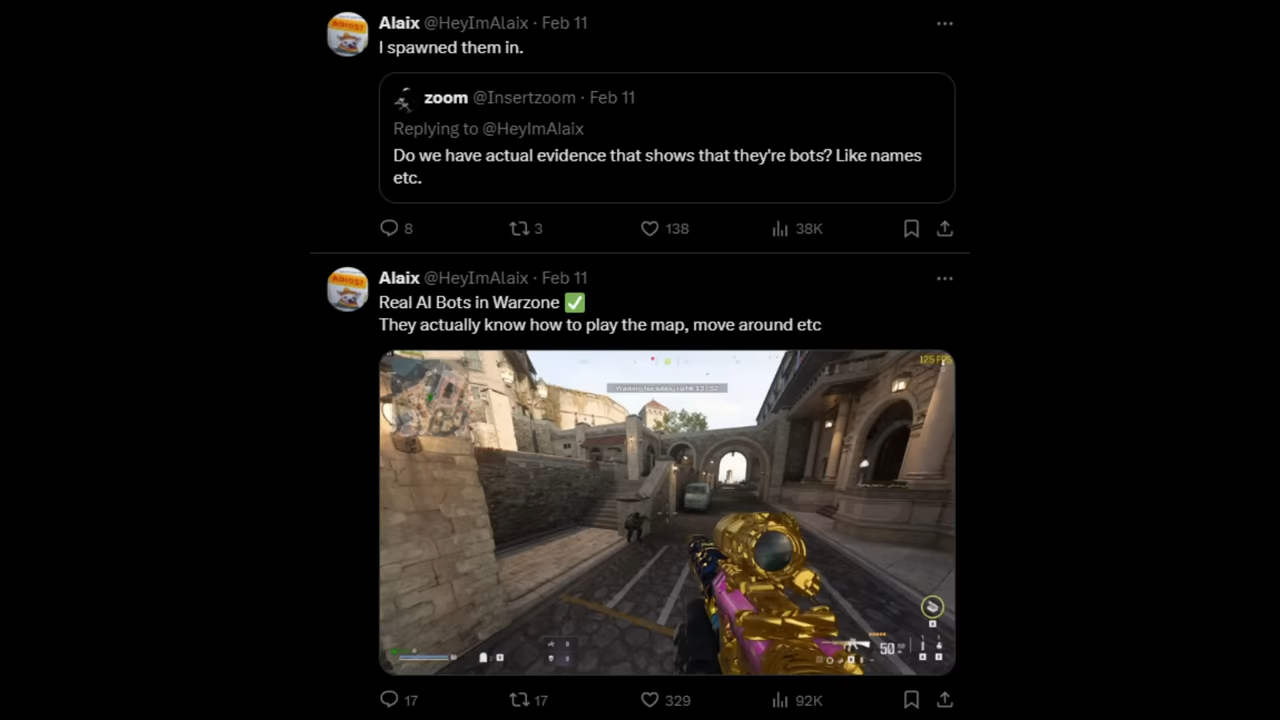 Alaix @HeyImAlaix · Feb 11
I spawned them in.
zoom @Insertzoom · Feb 11
Replying to @HeyImAlaix
Do we have actual evidence that shows that they're bots? Like names
etc.
8 3 138 38K
Alaix @HeyImAlaix · Feb 11
Real AI Bots in Warzone ✅
They actually know how to play the map, move around etc
125 FPS
50
17 17 329 92K